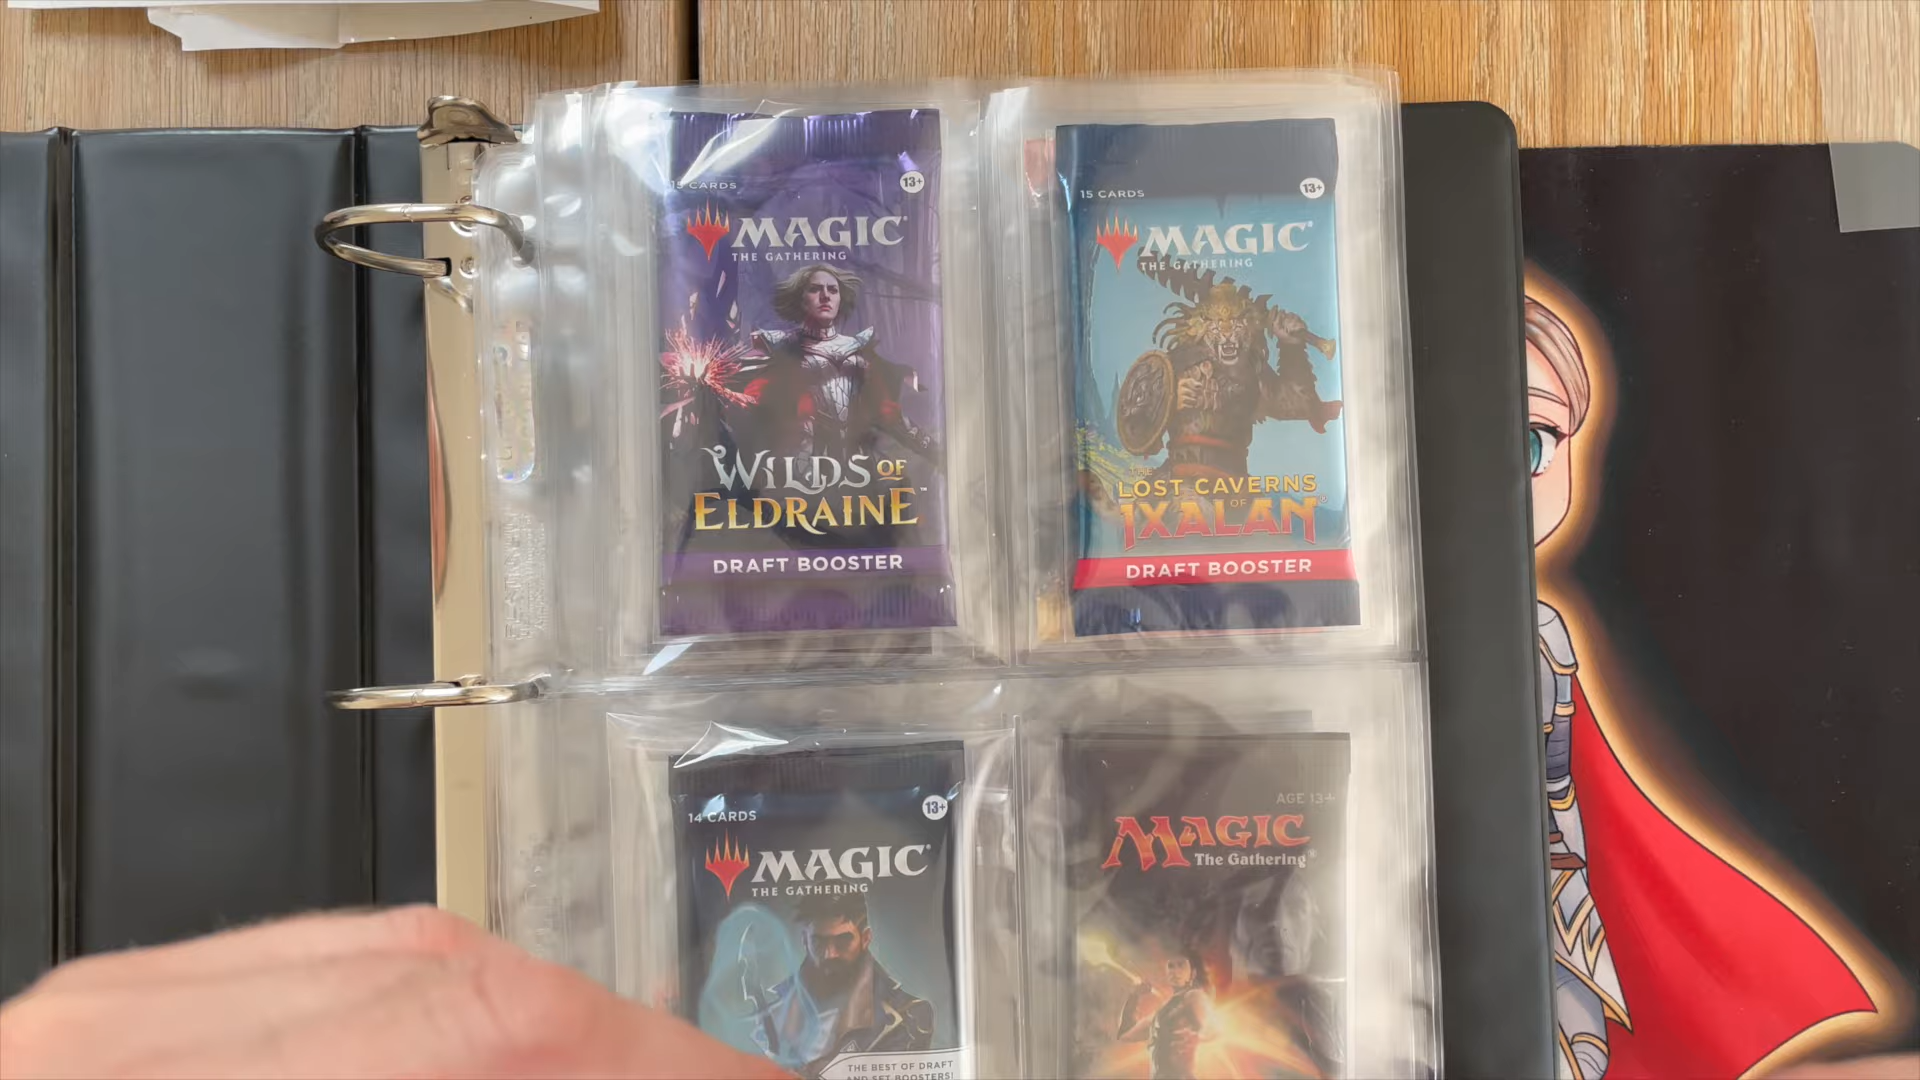 15 CARDS
13+
MAGIC
THE GATHERING
WILDS OF
ELDRAINE™
DRAFT BOOSTER
15 CARDS
13+
MAGIC
THE GATHERING
THE
LOST CAVERNS
OF
IXALAN
DRAFT BOOSTER
14 CARDS
13+
MAGIC
THE GATHERING
THE BEST OF DRAFT
AND SET BOOSTERS!
AGE 13+
MAGIC
The Gathering®